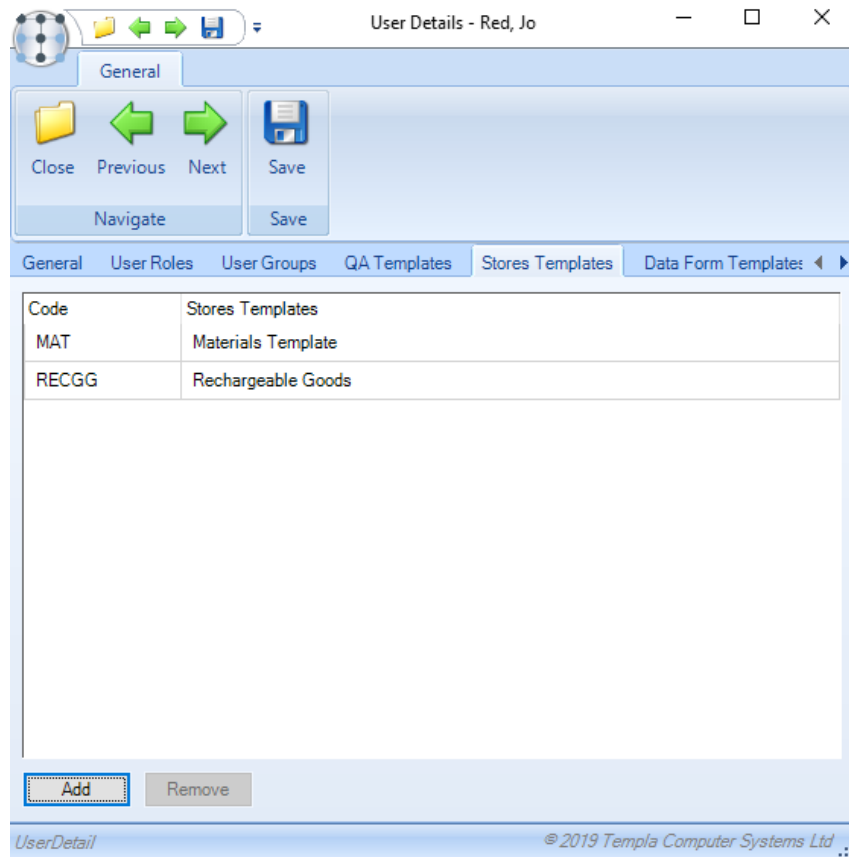 User Details - Red, Jo
General
Close Previous Next Save
Navigate Save
General User Roles User Groups QA Templates Stores Templates Data Form Templates
Code Stores Templates
MAT Materials Template
RECGG Rechargeable Goods
Add Remove
UserDetail © 2019 Templa Computer Systems Ltd